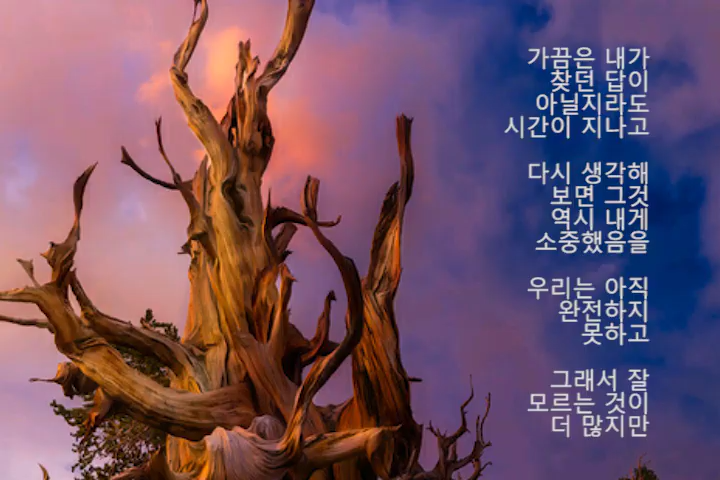 가끔은 내가
찾던 답이
아닐지라도
시간이 지나고
다시 생각해
보면 그것
역시 내게
소중했음을
우리는 아직
완전하지
못하고
그래서 잘
모르는 것이
더 많지만